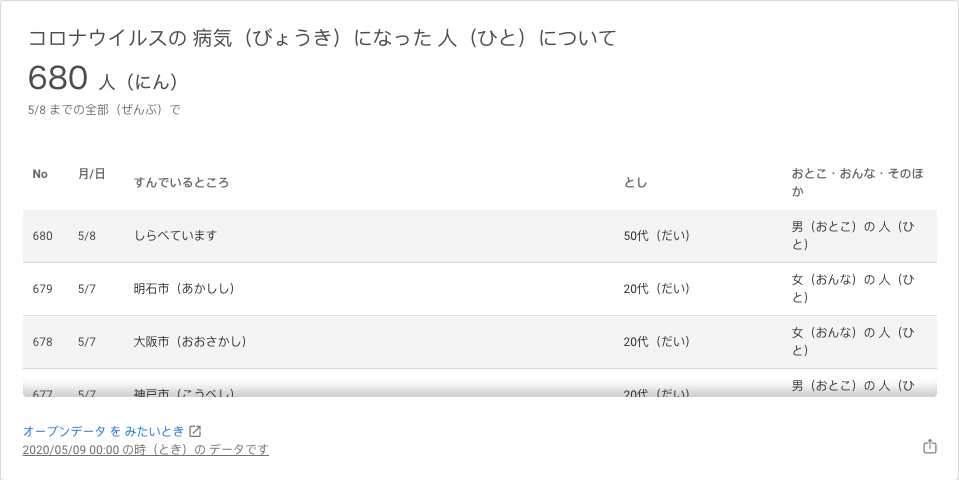 コロナウイルスの 病気（びょうき）になった 人（ひと）について
680 人（にん）
5/8 までの全部（ぜんぶ）で
No 月/日 すんでいるところ とし おとこ・おんな・そのほ
か
680 5/8 しらべています 50代（だい） 男（おとこ）の 人（ひ
と）
679 5/7 明石市（あかしし） 20代（だい） 女（おんな）の 人（ひ
と）
678 5/7 大阪市（おおさかし） 20代（だい） 女（おんな）の 人（ひ
と）
677 5/7 神戸市（こうべし） 20代（だい） 男（おとこ）の 人（ひ
オープンデータ を みたいとき
2020/05/09 00:00 の時（とき）の データです